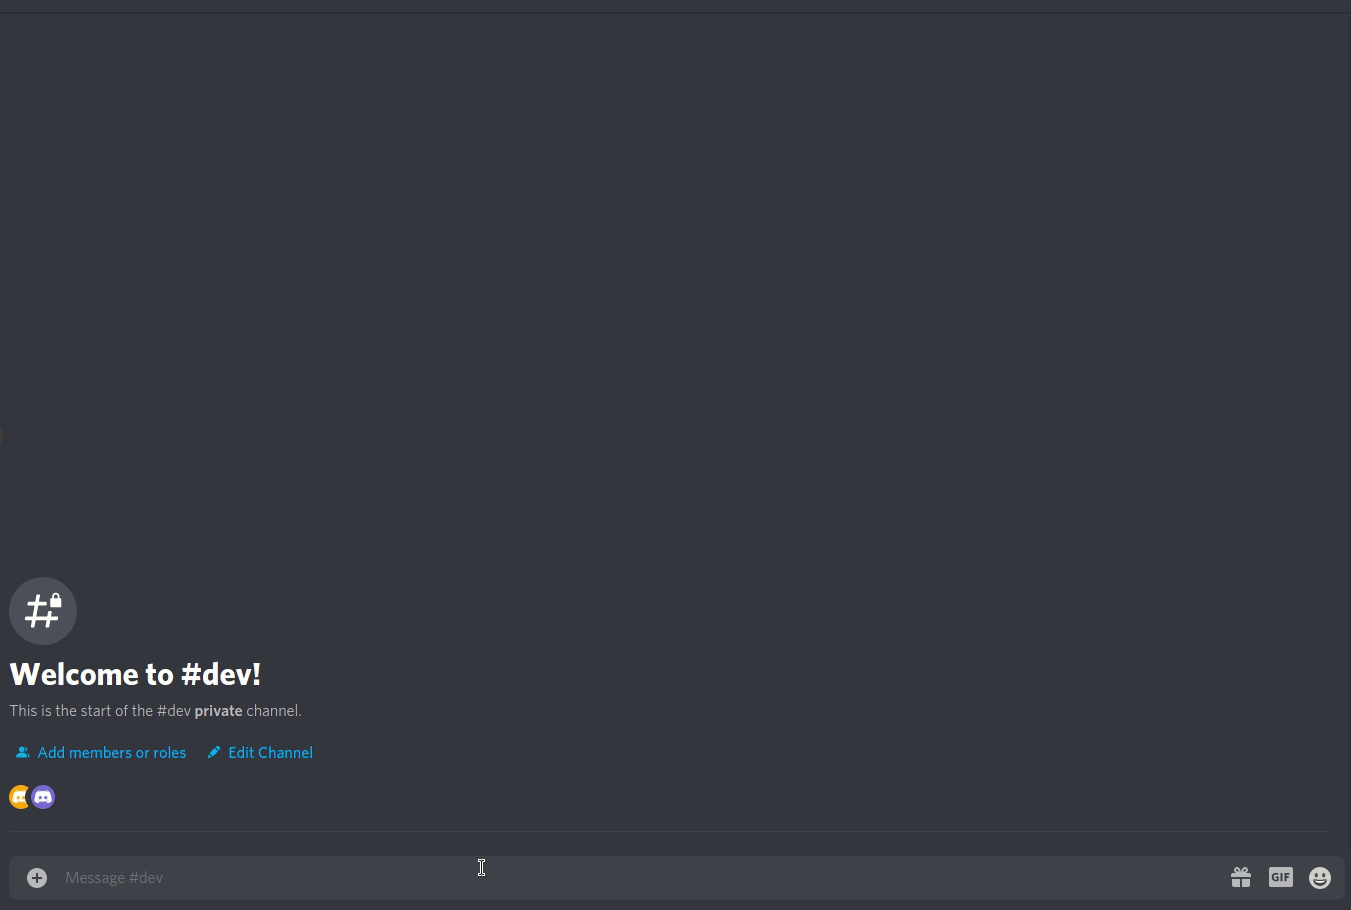 Welcome to #dev!
This is the start of the #dev private channel.
Add members or roles Edit Channel
Message #dev GIF